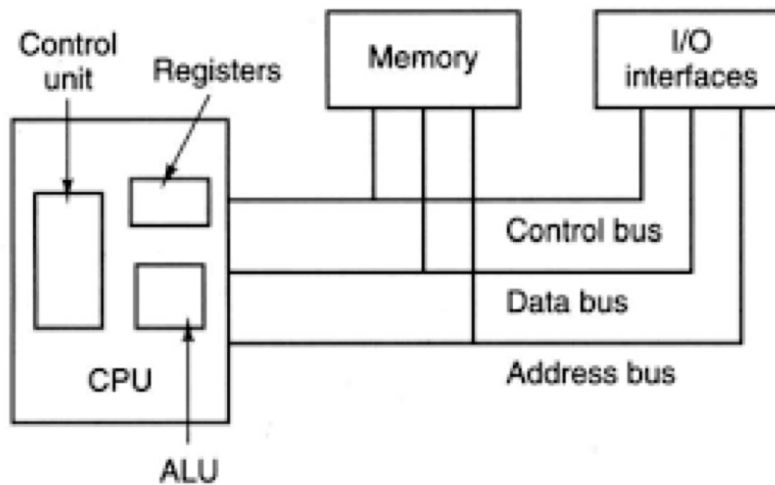 Control
unit
Registers
Memory
I/O
interfaces
Control bus
Data bus
Address bus
CPU
ALU